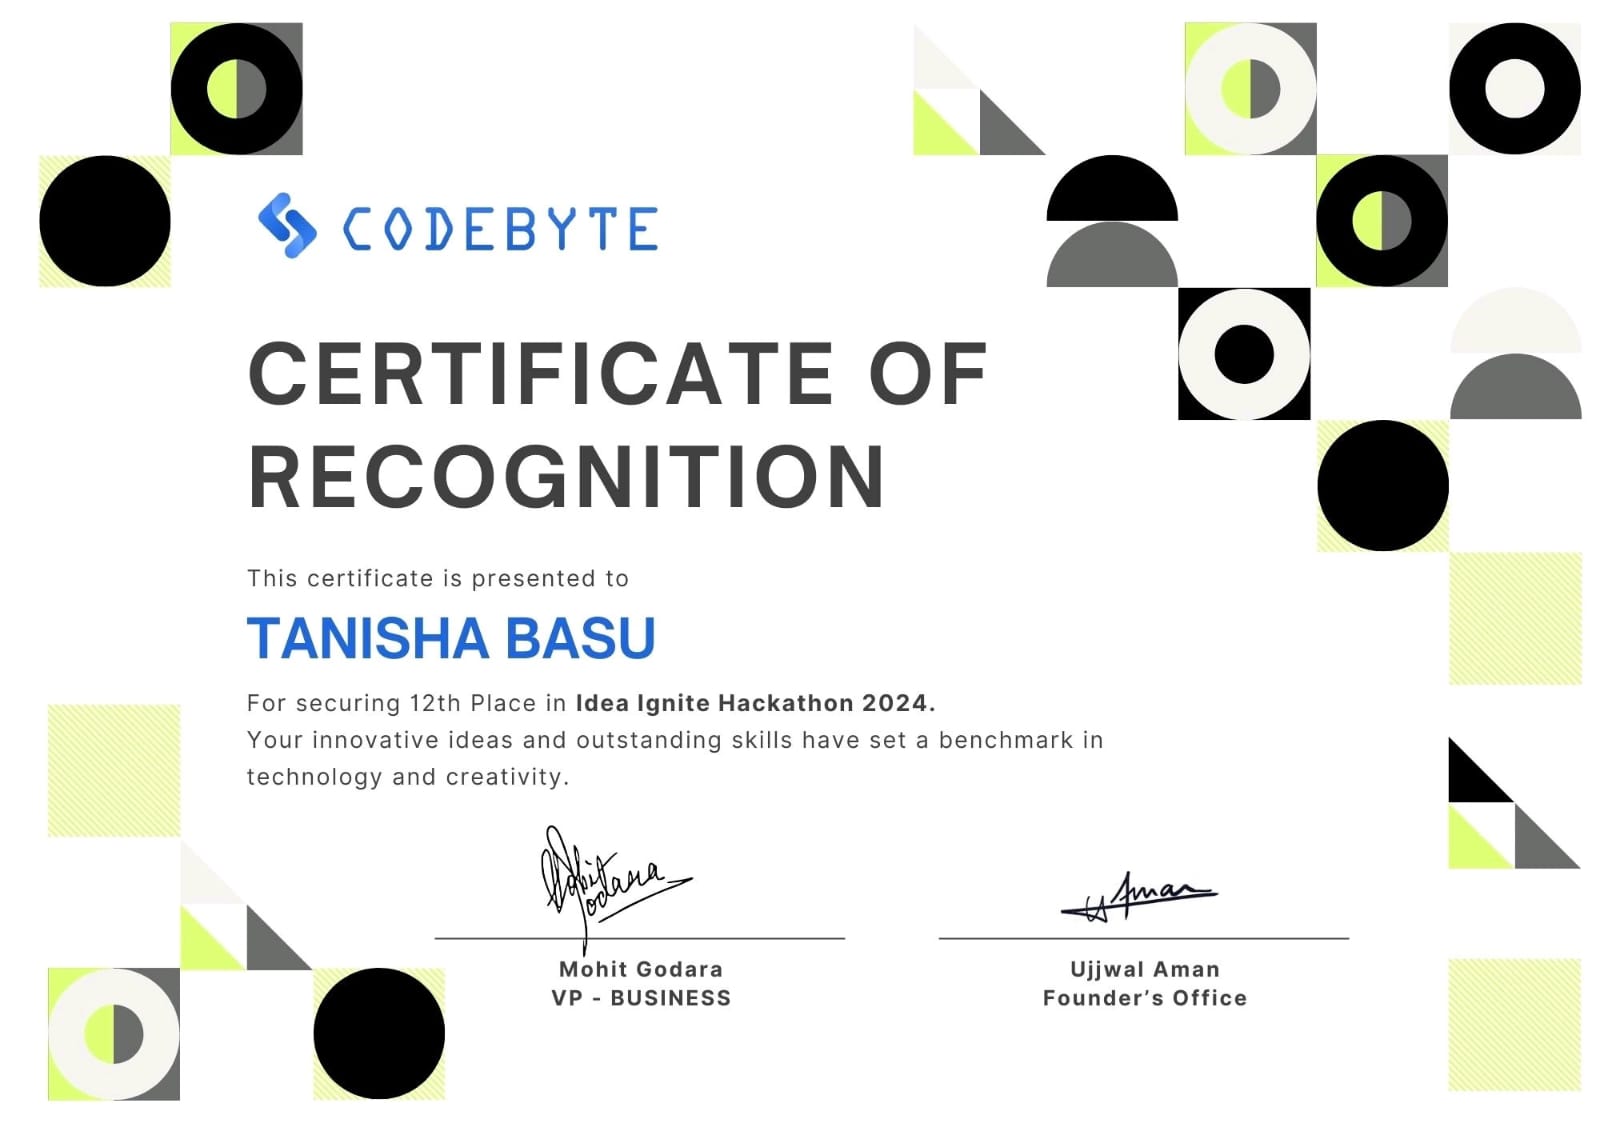 CODEBYTE
CERTIFICATE OF
RECOGNITION
This certificate is presented to
TANISHA BASU
For securing 12th Place in Idea Ignite Hackathon 2024.
Your innovative ideas and outstanding skills have set a benchmark in
technology and creativity.
Mohit Godara
Aman
Mohit Godara
VP - BUSINESS
Ujjwal Aman
Founder’s Office